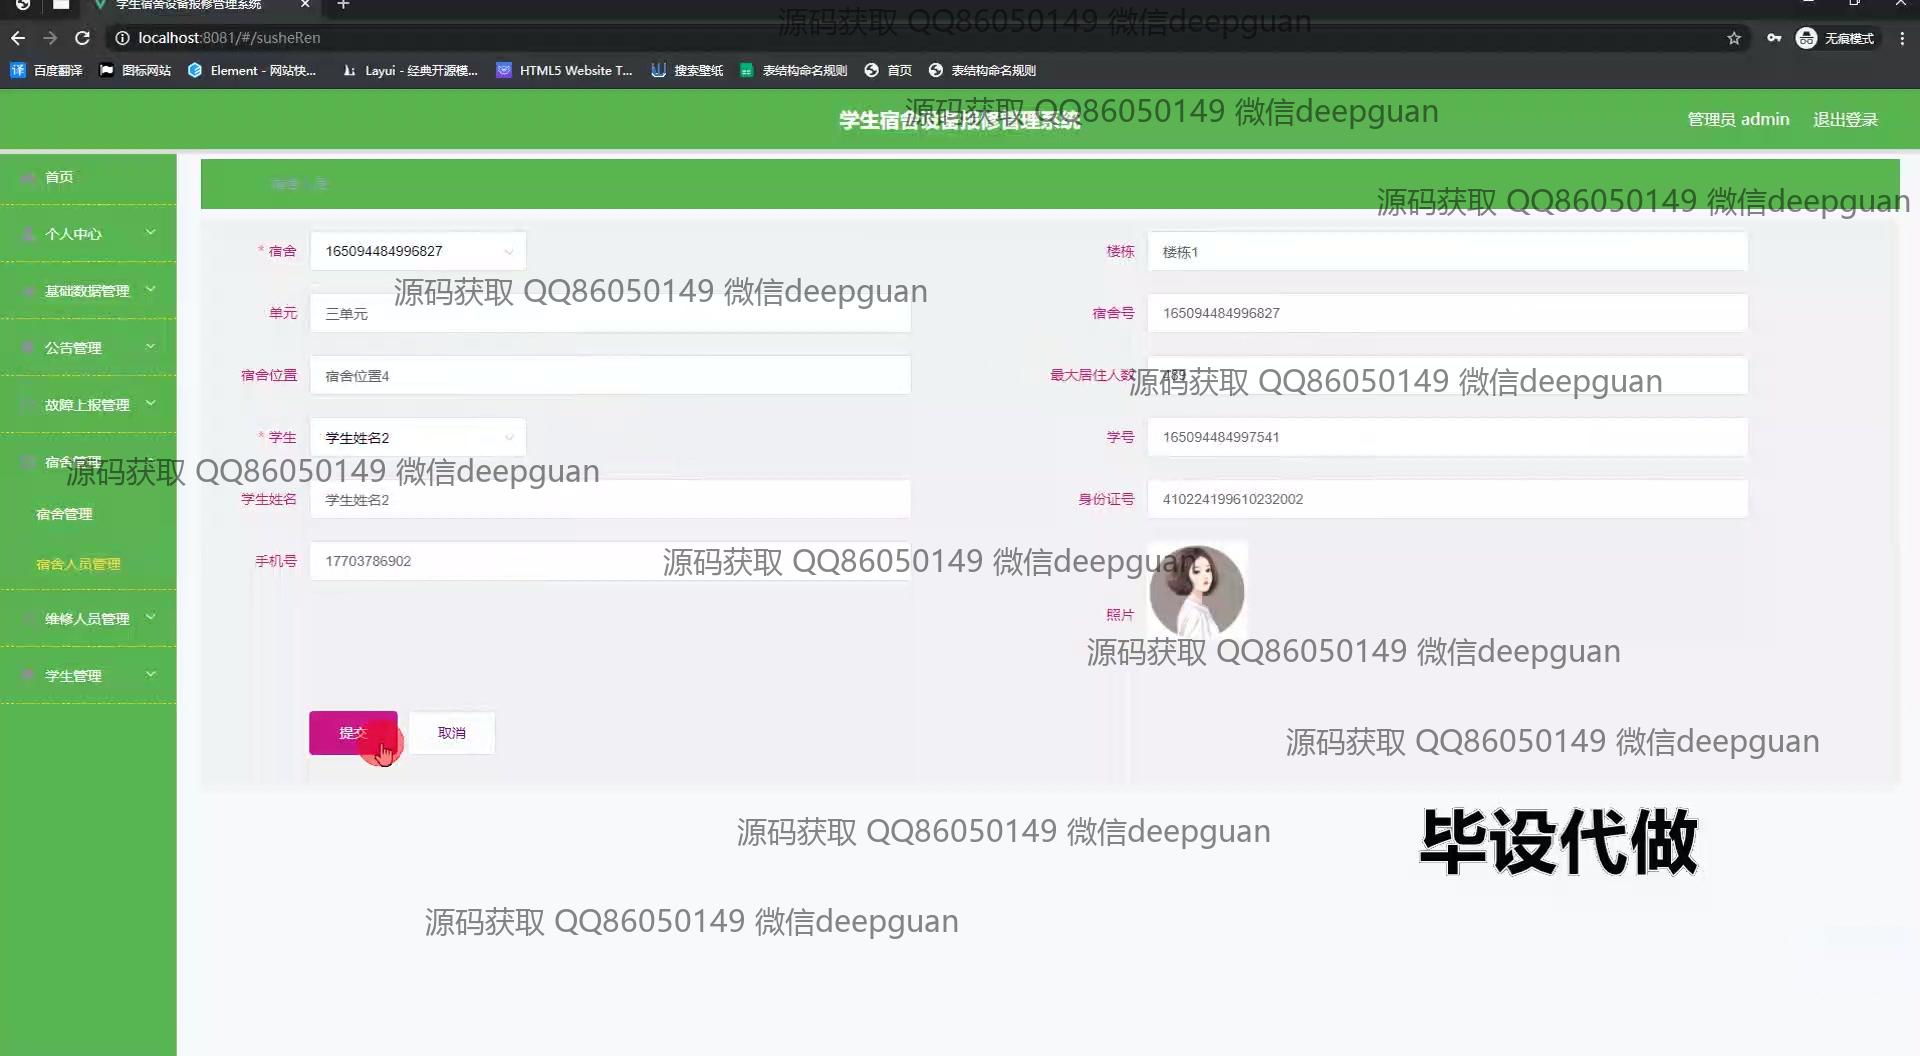 学生宿舍设备报修管理系统
源码获取 QQ86050149 微信deepguan
localhost:8081/#/susheRen
无痕模式
百度翻译 图标网站 Element - 网站快... Layui - 经典开源模... HTML5 Website T... 搜索壁纸 表结构命名规则 首页 表结构命名规则
学生宿舍设备报修管理系统
源码获取 QQ86050149 微信deepguan
管理员 admin 退出登录
首页
源码获取 QQ86050149 微信deepguan
个人中心
* 宿舍 165094484996827
楼栋 楼栋1
基础数据管理
源码获取 QQ86050149 微信deepguan
单元 三单元
宿舍号 165094484996827
公告管理
宿舍位置 宿舍位置4
最大居住人数
源码获取 QQ86050149 微信deepguan
故障上报管理
* 学生 学生姓名2
学号 165094484997541
宿舍管理
源码获取 QQ86050149 微信deepguan
学生姓名 学生姓名2
身份证号 410224199610232002
宿舍管理
宿舍人员管理
手机号 17703786902
源码获取 QQ86050149 微信deepguan
照片
维修人员管理
源码获取 QQ86050149 微信deepguan
学生管理
提交 取消
源码获取 QQ86050149 微信deepguan
源码获取 QQ86050149 微信deepguan
毕设代做
源码获取 QQ86050149 微信deepguan